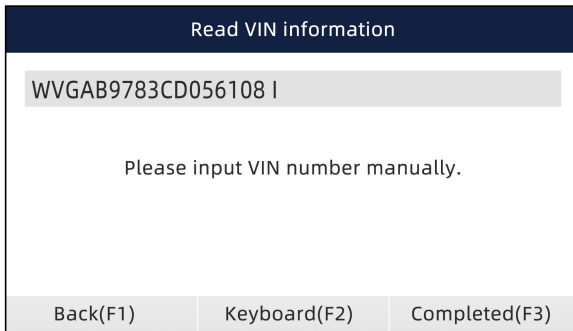 Read VIN information
WVGAB9783CD056108
Please input VIN number manually.
Back(F1) Keyboard(F2) Completed(F3)